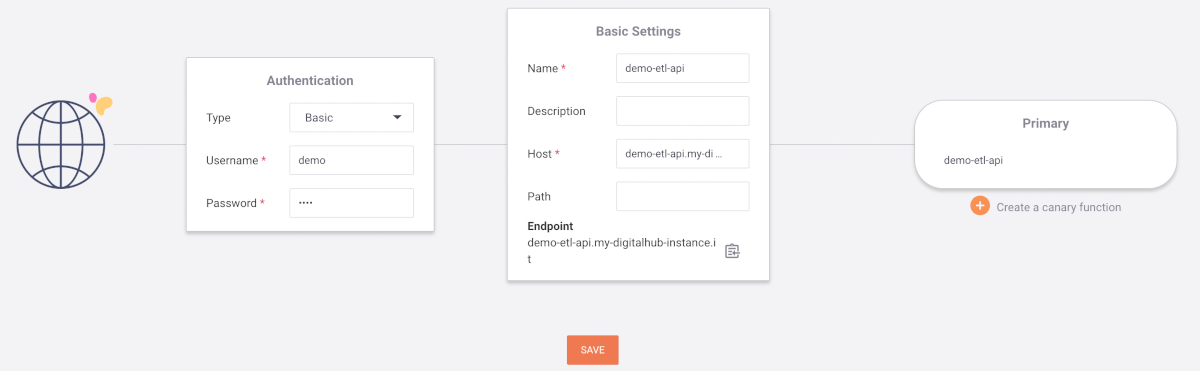 Authentication
Type Basic
Username * demo
Password * ••••
Basic Settings
Name * demo-etl-api
Description
Host * demo-etl-api.my-di ...
Path
Endpoint
demo-etl-api.my-digitalhub-instance.i
t
Primary
demo-etl-api
+ Create a canary function
SAVE